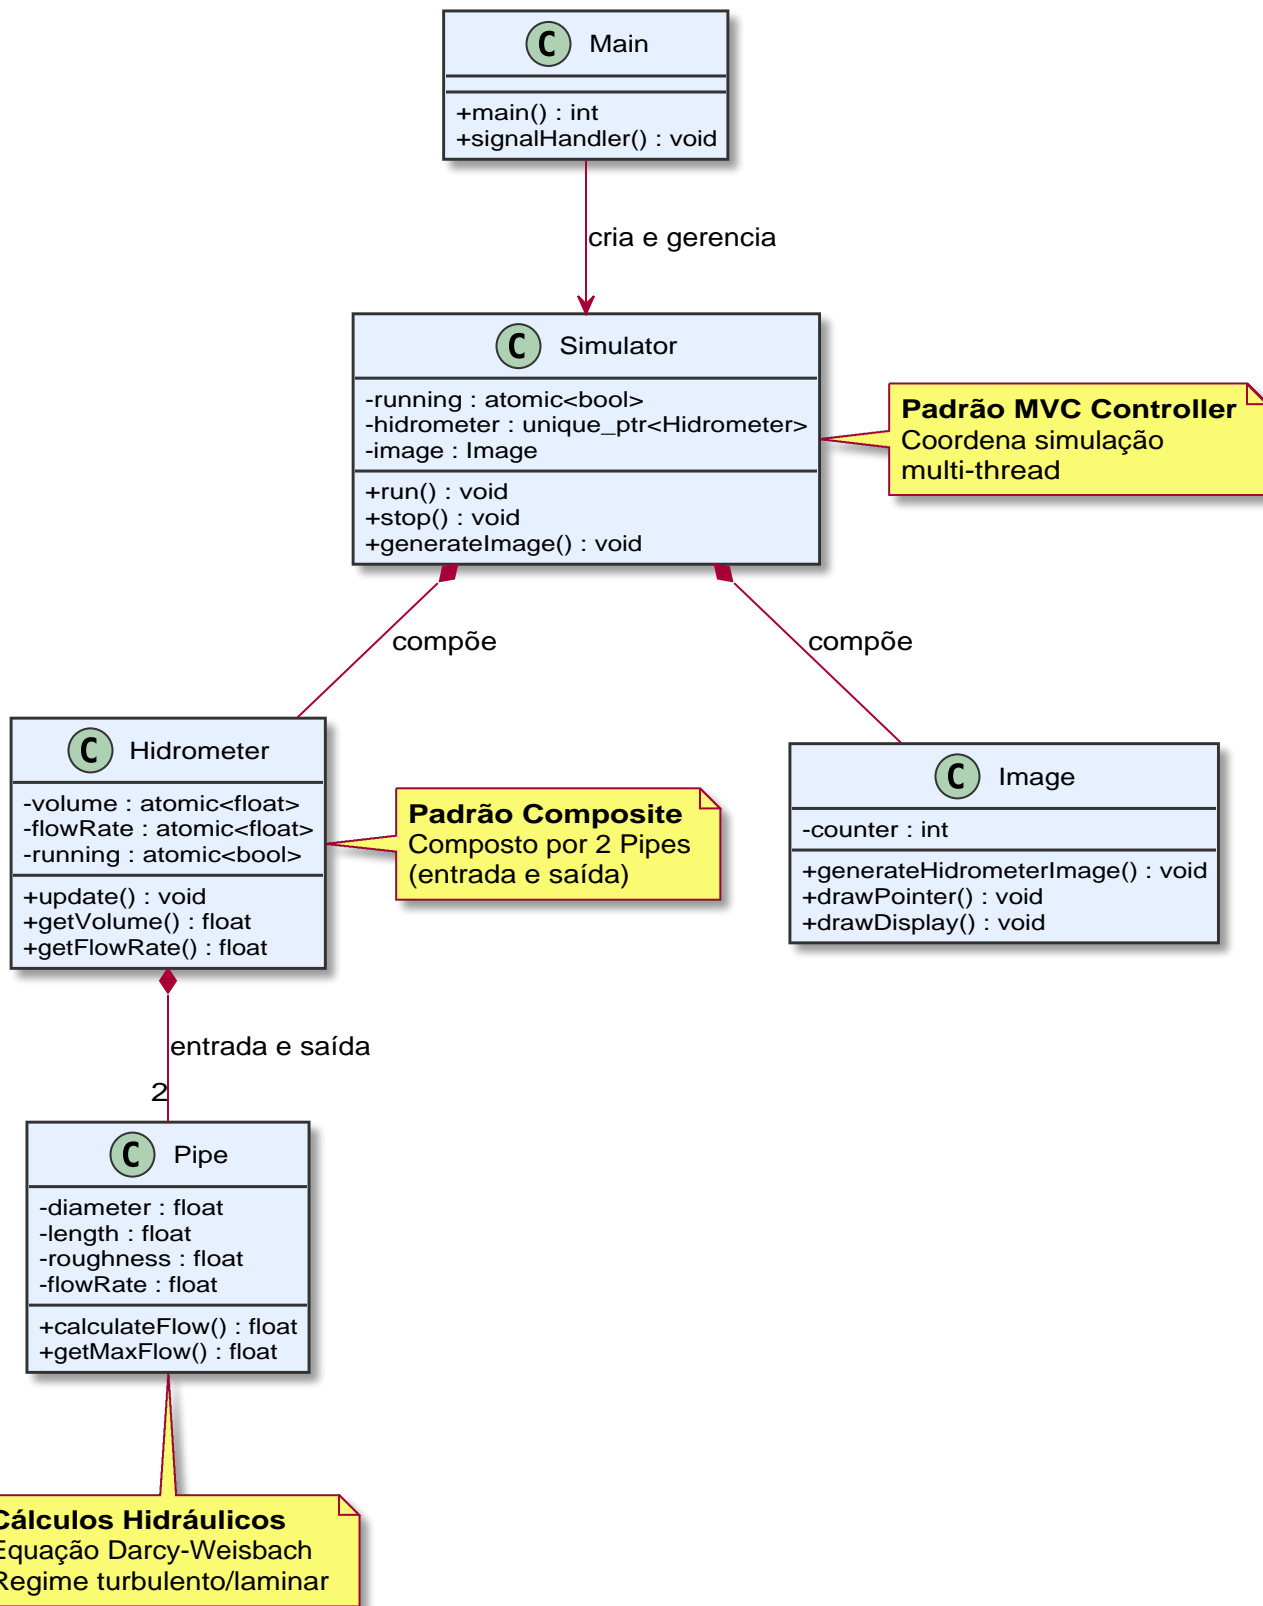 C Main
+main() : int
+signalHandler() : void
cria e gerencia
C Simulator
-running : atomic<bool>
-hidrometer : unique_ptr<Hidrometer>
-image : Image
+run() : void
+stop() : void
+generateImage() : void
Padrão MVC Controller
Coordena simulação
multi-thread
compõe
compõe
C Hidrometer
-volume : atomic<float>
-flowRate : atomic<float>
-running : atomic<bool>
+update() : void
+getVolume() : float
+getFlowRate() : float
Padrão Composite
Composto por 2 Pipes
(entrada e saída)
C Image
-counter : int
+generateHidrometerImage() : void
+drawPointer() : void
+drawDisplay() : void
entrada e saída
2
C Pipe
-diameter : float
-length : float
-roughness : float
-flowRate : float
+calculateFlow() : float
+getMaxFlow() : float
Cálculos Hidráulicos
Equação Darcy-Weisbach
Regime turbulento/laminar